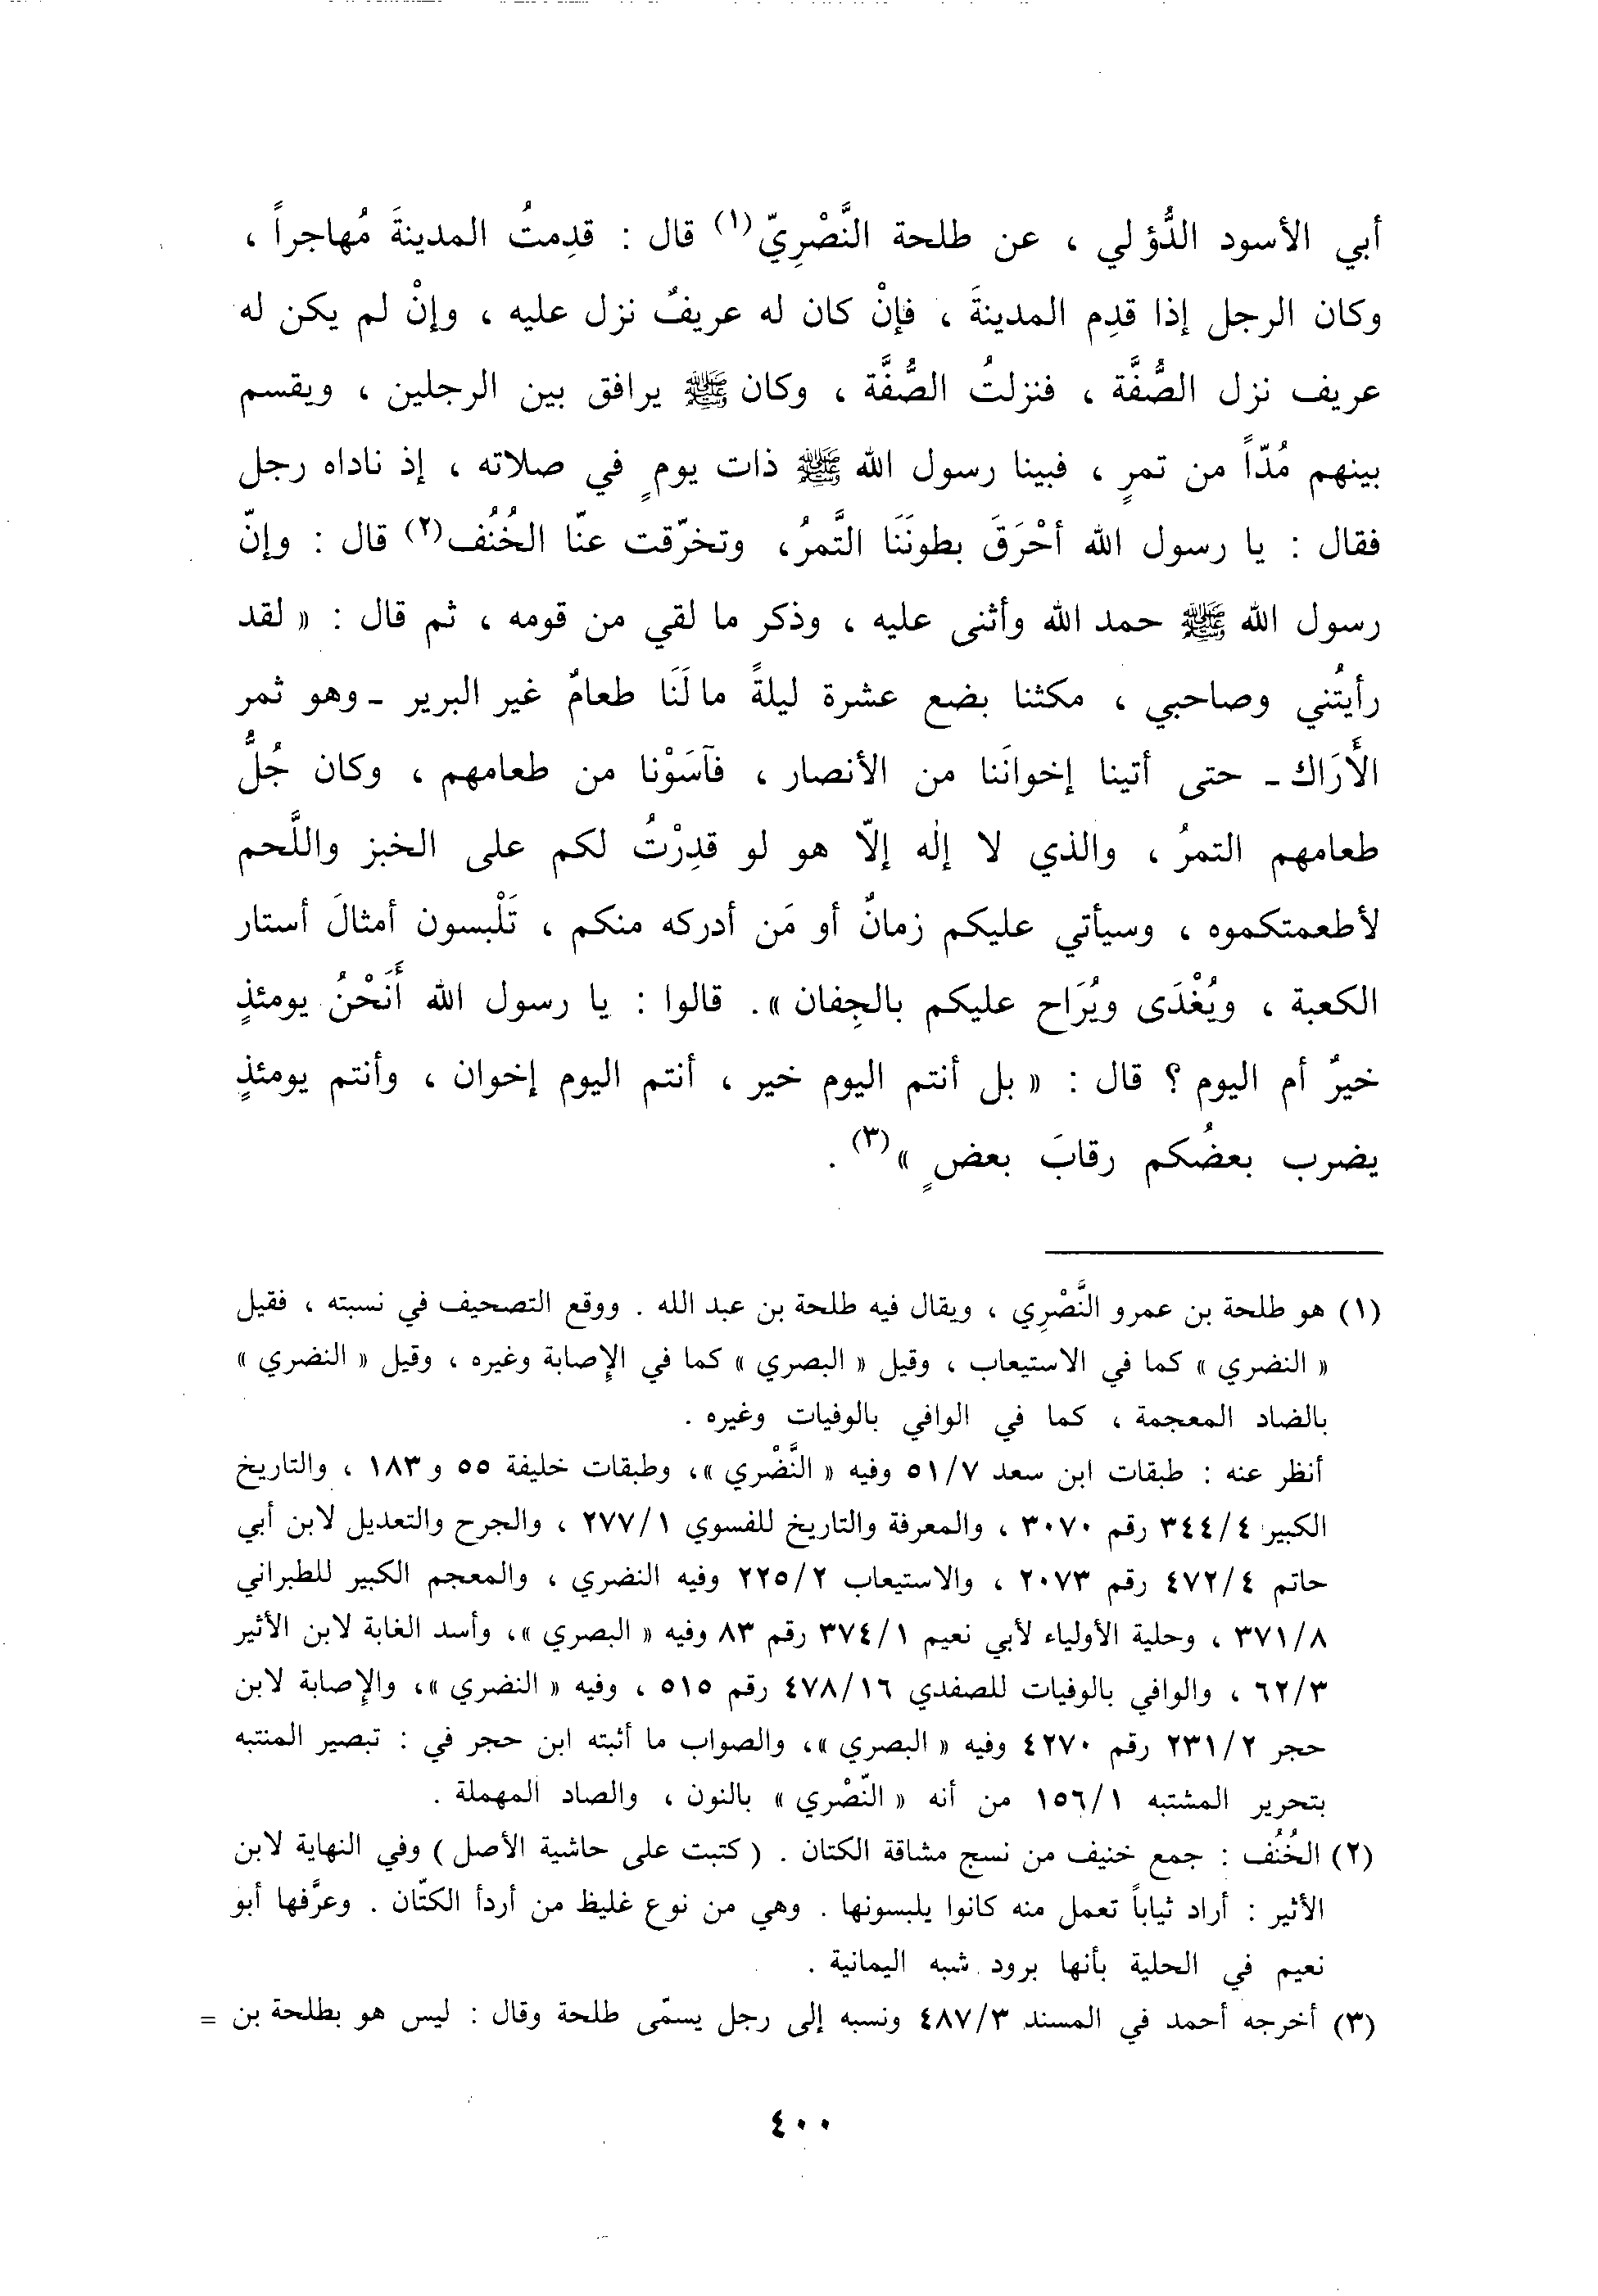 أبي الأسود الدُّؤلي ، عن طلحة النَّصْرِيّ(١) قال : قدِمتُ المدينةَ مُهاجراً ،
وكان الرجل إذا قدِم المدينةَ ، فإنْ كان له عريفٌ نزل عليه ، وإنْ لم يكن له
عريف نزل الصُّفَّة ، فنزلتُ الصُّفَّة ، وكان ﷺ يرافق بين الرجلين ، ويقسم
بينهم مُدّاً من تمرٍ ، فبينا رسول الله ﷺ ذات يومٍ في صلاته ، إذ ناداه رجل
فقال : يا رسول الله أحْرَقَ بطونَنَا التَّمرُ، وتخرّقت عنّا الخُنُف(٢) قال : وإنّ
رسول الله ﷺ حمد الله وأثنى عليه ، وذكر ما لقي من قومه ، ثم قال : « لقد
رأيتُني وصاحبي ، مكثنا بضع عشرة ليلةً ما لَنَا طعامٌ غير البرير ـ وهو ثمر
الأَرَاك ـ حتى أتينا إخوانَنا من الأنصار ، فآسَوْنا من طعامهم ، وكان جُلُّ
طعامهم التمرُ ، والذي لا إلٰه إلّا هو لو قدِرْتُ لكم على الخبز واللَّحم
لأطعمتكموه ، وسيأتي عليكم زمانٌ أو مَن أدركه منكم ، تَلْبسون أمثالَ أستار
الكعبة ، ويُغْدَى ويُرَاح عليكم بالجِفان ». قالوا : يا رسول الله أَنَحْنُ يومئذٍ
خيرٌ أم اليوم ؟ قال : « بل أنتم اليوم خير ، أنتم اليوم إخوان ، وأنتم يومئذٍ
يضرب بعضُكم رقابَ بعضٍ »(٣) .
(١) هو طلحة بن عمرو النَّصْرِي ، ويقال فيه طلحة بن عبد الله . ووقع التصحيف في نسبته ، فقيل
« النضري » كما في الاستيعاب ، وقيل « البصري » كما في الإصابة وغيره ، وقيل « النضري »
بالضاد المعجمة ، كما في الوافي بالوفيات وغيره .
أنظر عنه : طبقات ابن سعد ٥١/٧ وفيه « النَّضْري »، وطبقات خليفة ٥٥ و ١٨٣ ، والتاريخ
الكبير ٣٤٤/٤ رقم ٣٠٧٠ ، والمعرفة والتاريخ للفسوي ٢٧٧/١ ، والجرح والتعديل لابن أبي
حاتم ٤٧٢/٤ رقم ٢٠٧٣ ، والاستيعاب ٢٢٥/٢ وفيه النضري ، والمعجم الكبير للطبراني
٣٧١/٨ ، وحلية الأولياء لأبي نعيم ٣٧٤/١ رقم ٨٣ وفيه « البصري »، وأسد الغابة لابن الأثير
٦٢/٣ ، والوافي بالوفيات للصفدي ٤٧٨/١٦ رقم ٥١٥ ، وفيه « النضري »، والإصابة لابن
حجر ٢٣١/٢ رقم ٤٢٧٠ وفيه « البصري »، والصواب ما أثبته ابن حجر في : تبصير المنتبه
بتحرير المشتبه ١٥٦/١ من أنه « النَّصْري » بالنون ، والصاد المهملة .
(٢) الخُنُف : جمع خنيف من نسج مشاقة الكتان . ( كتبت على حاشية الأصل ) وفي النهاية لابن
الأثير : أراد ثياباً تعمل منه كانوا يلبسونها . وهي من نوع غليظ من أردأ الكتّان . وعرَّفها أبو
نعيم في الحلية بأنها برود شبه اليمانية .
(٣) أخرجه أحمد في المسند ٤٨٧/٣ ونسبه إلى رجل يسمّى طلحة وقال : ليس هو بطلحة بن =
٤٠٠